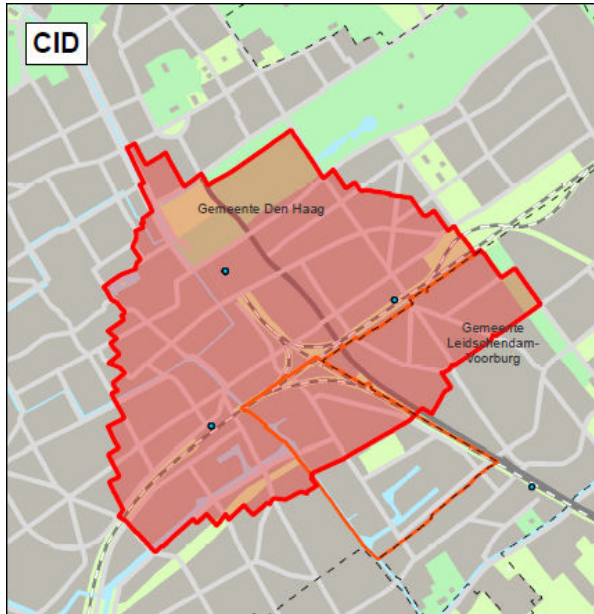 CID
Gemeente Den Haag
Gemeente
Leidschendam-
Voorburg